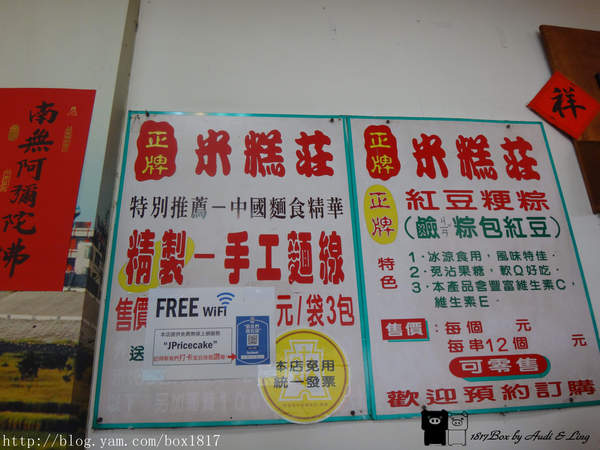 南無阿彌陀佛
正牌 米糕莊
特別推薦－中國麵食精華
精製－手工麵線
售價
元/袋3包
送
FREE WiFi
"JPricecake"
本店免用
統一發票
正牌 米糕莊
正牌
紅豆粳粽
(鹼粽包紅豆)
特色
1．冰涼食用，風味特佳．
2．免沾果糖，軟Q好吃．
3．本產品含豐富維生素C，
維生素E．
售價：每個 元
每串12個 元
可零售
歡迎預約訂購
祥
http://blog.yam.com/box1817
1817Box by Audi & Ling